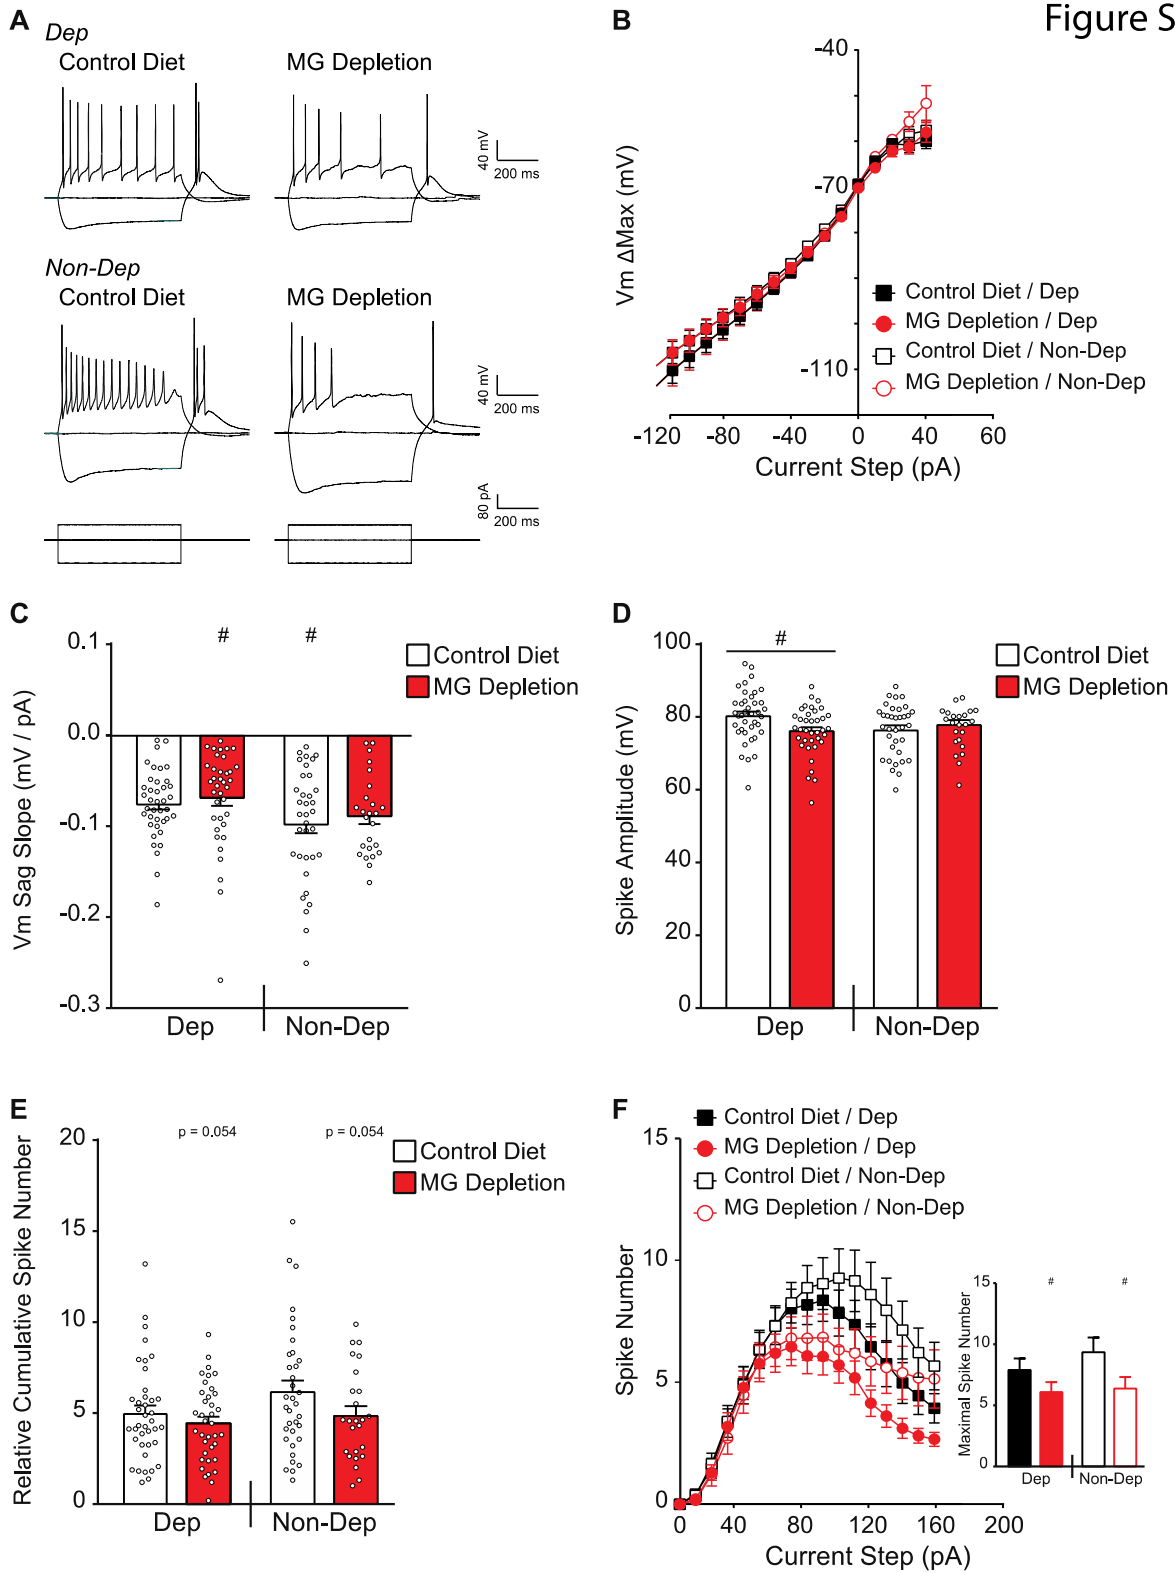 Figure S
A
Dep
Control Diet
MG Depletion
40 mV
200 ms
Non-Dep
Control Diet
MG Depletion
40 mV
200 ms
80 pA
200 ms
B
-40
-70
-110
Vm ΔMax (mV)
-120
-80
-40
0
40
60
Current Step (pA)
Control Diet / Dep
MG Depletion / Dep
Control Diet / Non-Dep
MG Depletion / Non-Dep
C
0.1
0.0
-0.1
-0.2
-0.3
Vm Sag Slope (mV / pA)
#
#
Control Diet
MG Depletion
Dep
Non-Dep
D
100
80
60
40
20
0
Spike Amplitude (mV)
#
Control Diet
MG Depletion
Dep
Non-Dep
E
20
15
10
5
0
Relative Cumulative Spike Number
p = 0.054
p = 0.054
Control Diet
MG Depletion
Dep
Non-Dep
F
Control Diet / Dep
MG Depletion / Dep
Control Diet / Non-Dep
MG Depletion / Non-Dep
15
10
5
0
Spike Number
0
40
80
120
160
200
Current Step (pA)
15
10
5
0
Maximal Spike Number
#
#
Dep
Non-Dep